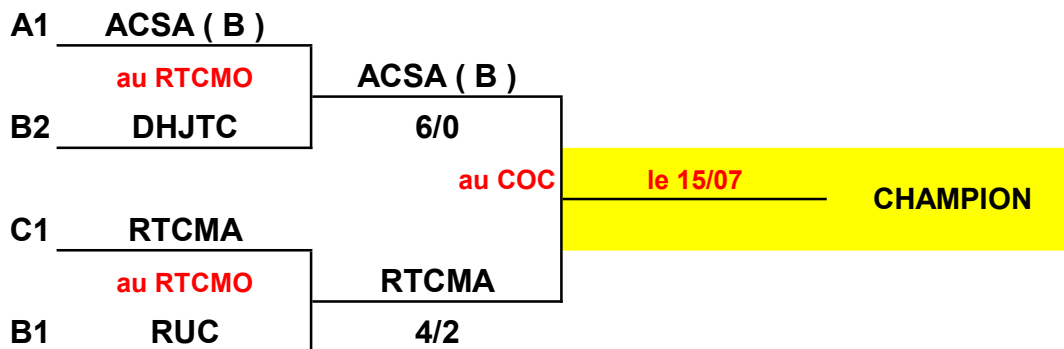 A1 ACSA ( B )
au RTCMO ACSA ( B )
B2 DHJTC 6/0
au COC le 15/07 CHAMPION
C1 RTCMA
au RTCMO RTCMA
B1 RUC 4/2